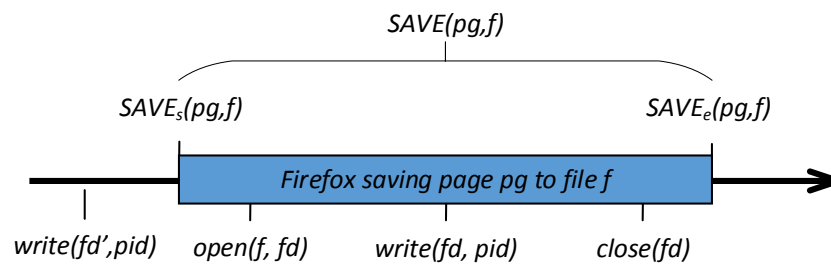 SAVE(pg,f)
SAVEs(pg,f) SAVEe(pg,f)
Firefox saving page pg to file f
write(fd’,pid) open(f, fd) write(fd, pid) close(fd)